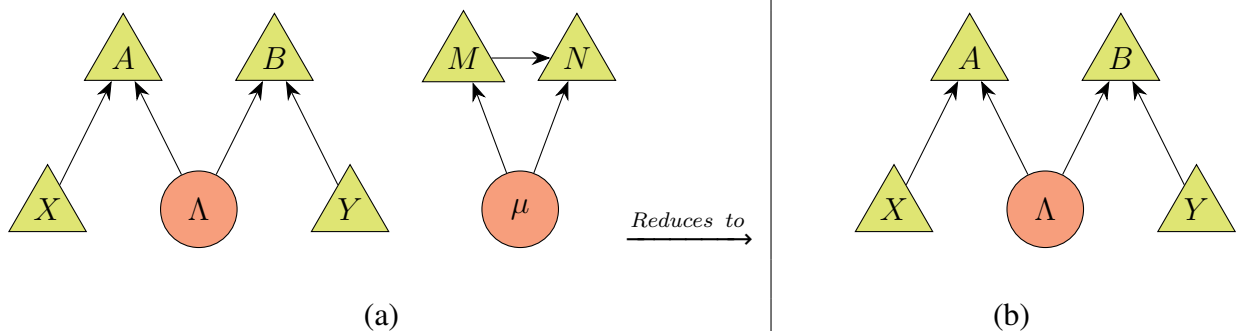 A B M N A B
X Λ Y μ X Λ Y
Reduces to
(a) (b)